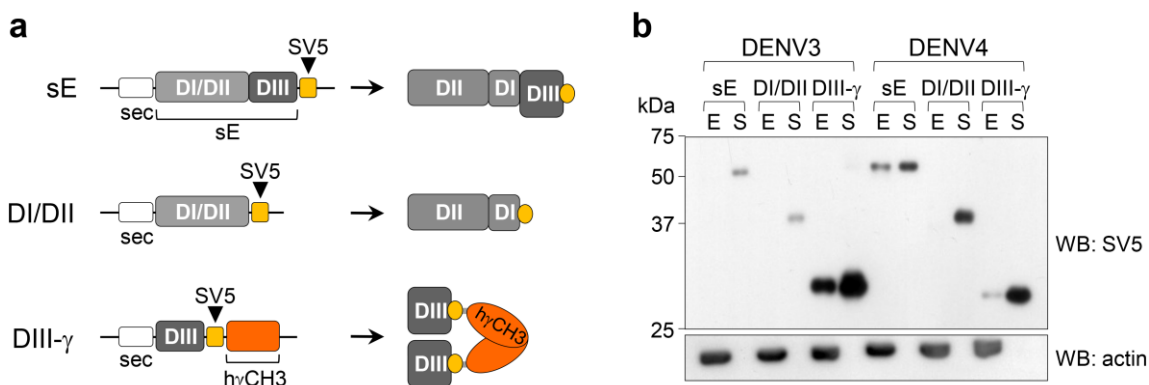 a
SV5
sE
DI/DII
DIII
sec
sE
DII
DI
DIII
SV5
DI/DII
DI/DII
sec
DII
DI
SV5
DIII-γ
DIII
sec
hγCH3
DIII
DIII
hγCH3
b
DENV3 DENV4
sE DI/DII DIII-γ sE DI/DII DIII-γ
kDa E S E S E S E S E S E S
75
50
37
25
WB: SV5
WB: actin